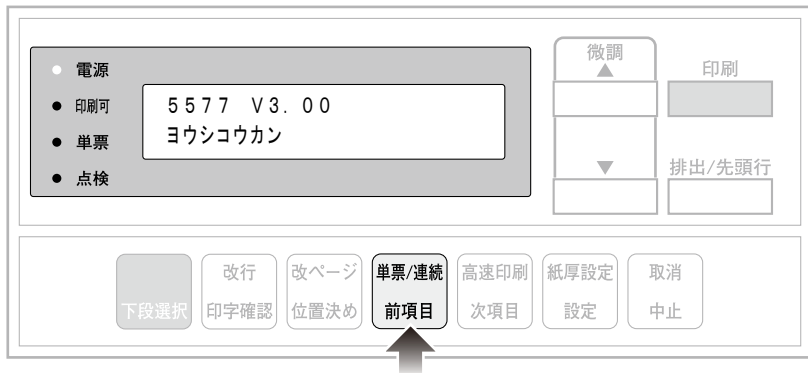 電源
印刷可
単票
点検
5577 V3.00
ヨウシコウカン
微調
印刷
排出/先頭行
下段選択
改行
印字確認
改ページ
位置決め
単票/連続
前項目
高速印刷
次項目
紙厚設定
設定
取消
中止